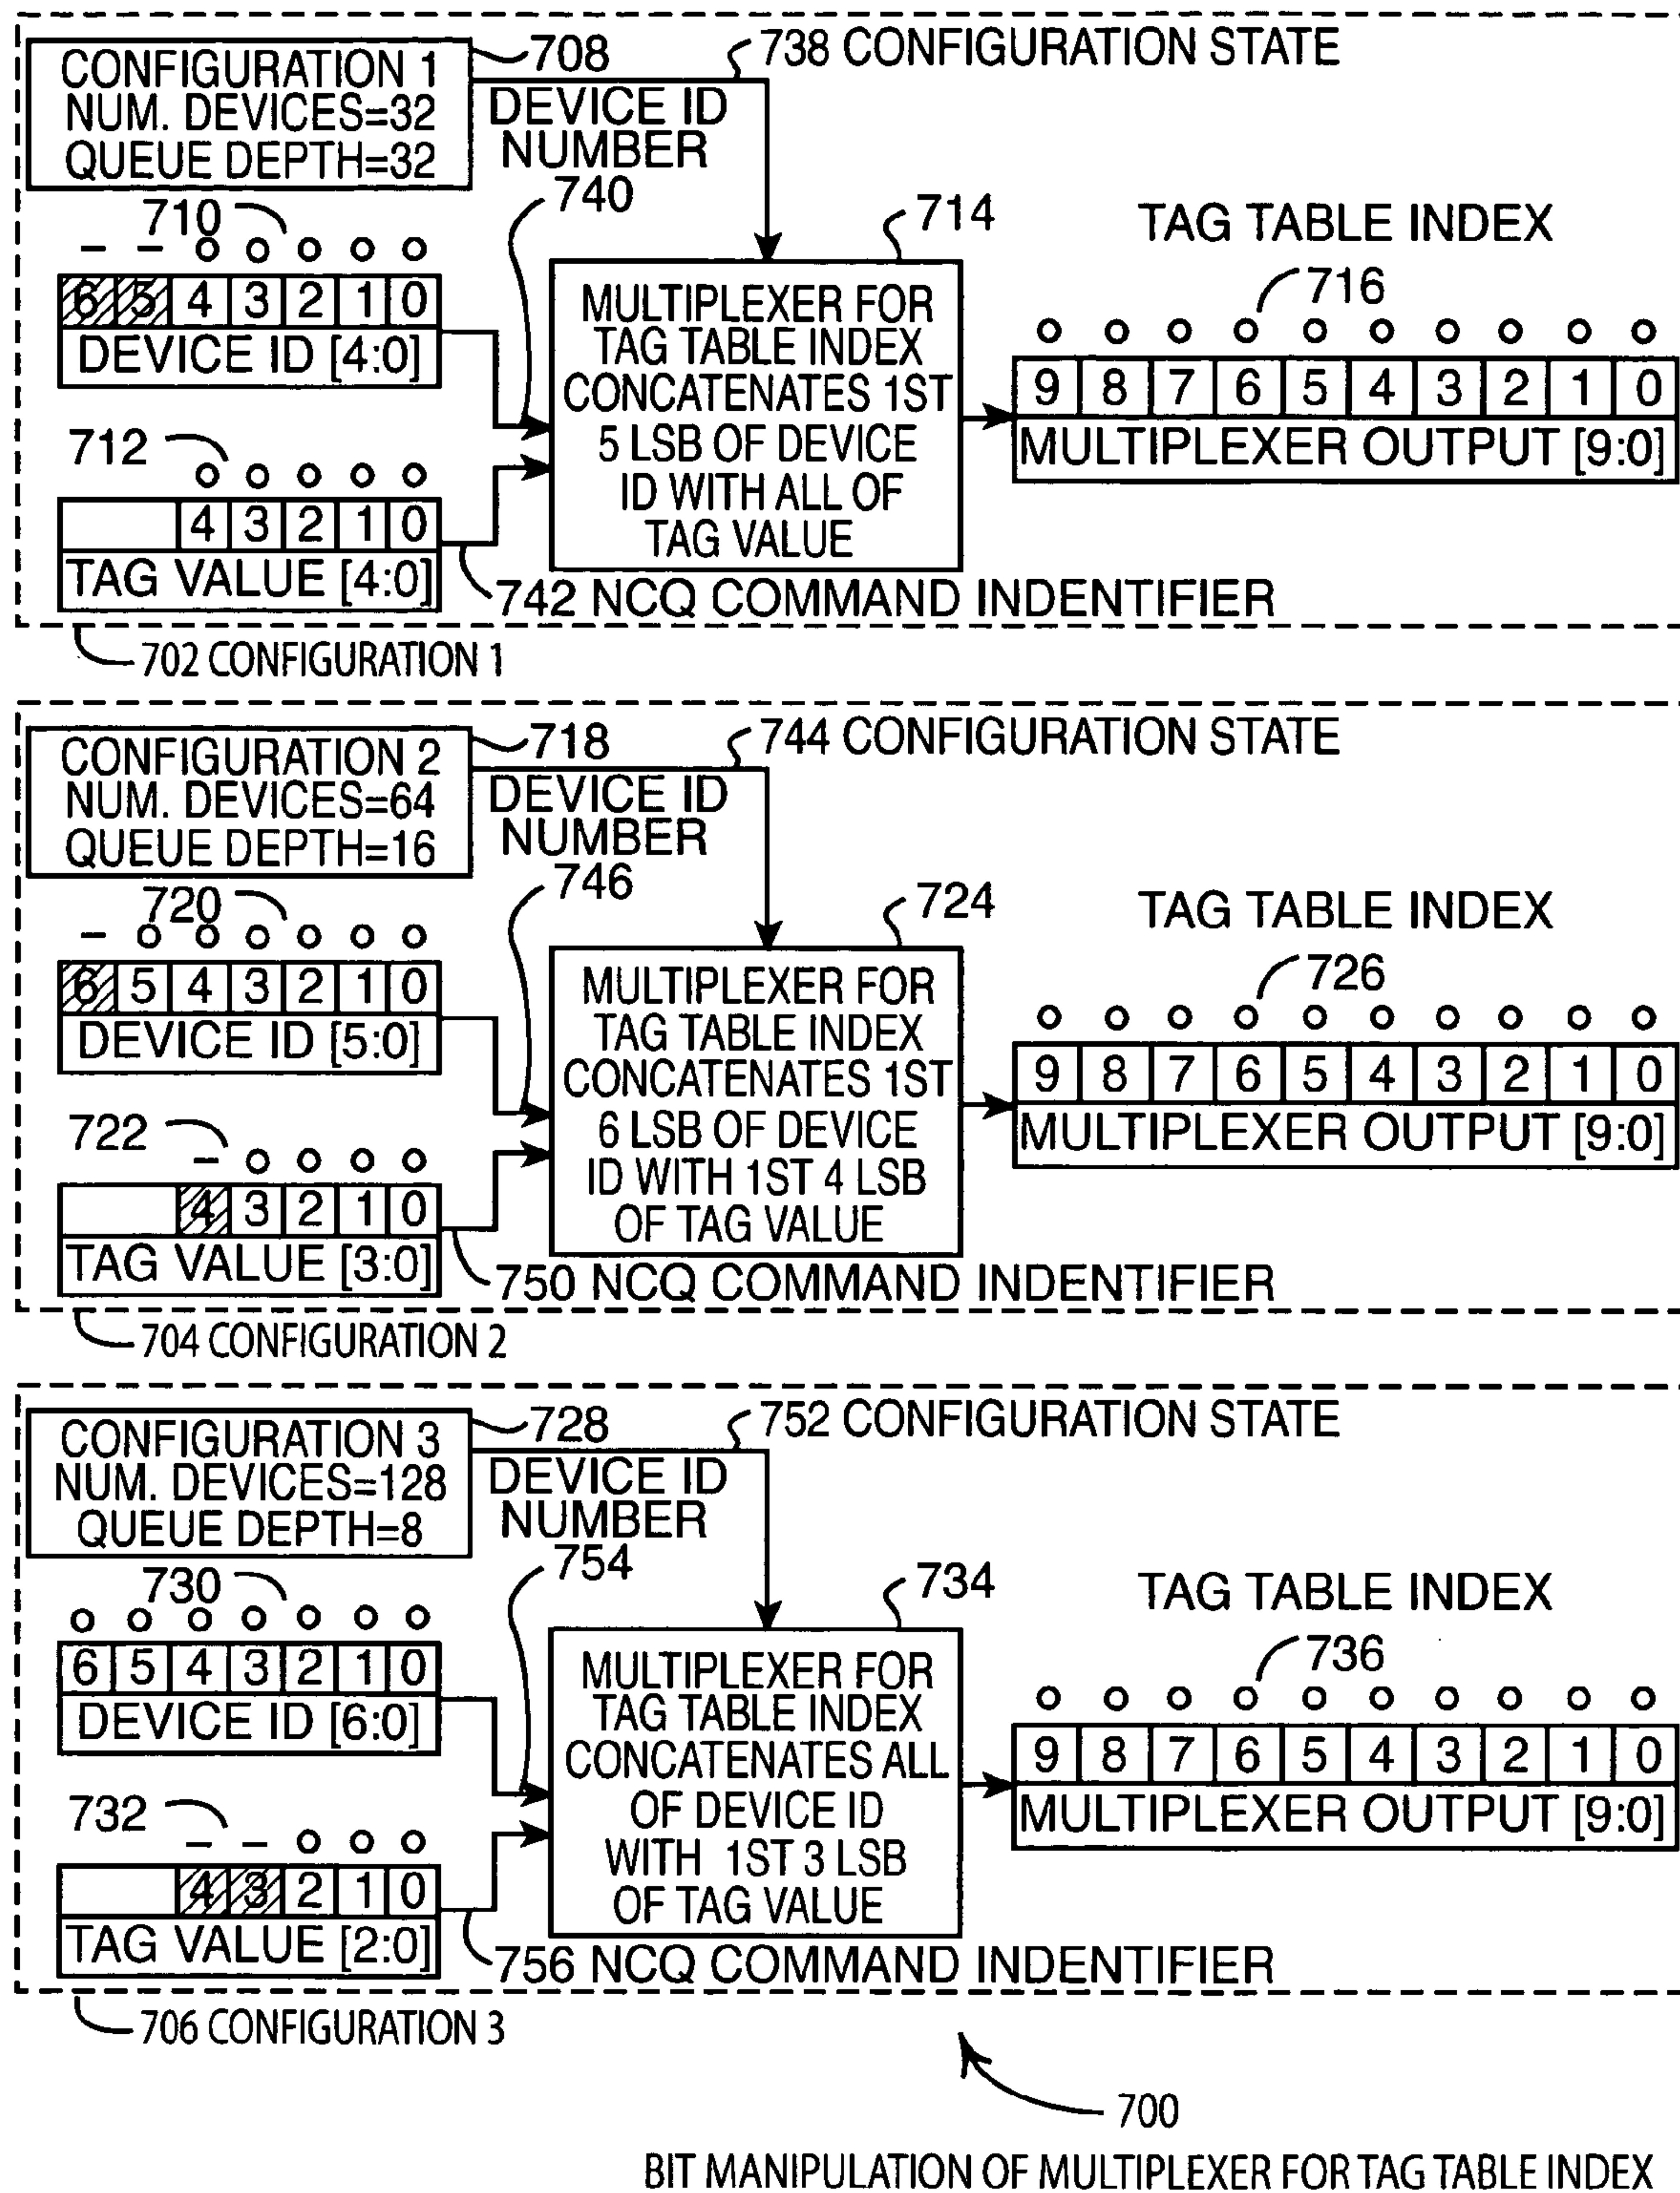 CONFIGURATION 1
NUM. DEVICES=32
QUEUE DEPTH=32
708
738 CONFIGURATION STATE
DEVICE ID
NUMBER
740
710
– – o o o o o
6 5 4 3 2 1 0
DEVICE ID [4:0]
712
o o o o o
4 3 2 1 0
TAG VALUE [4:0]
742 NCQ COMMAND INDENTIFIER
714
MULTIPLEXER FOR
TAG TABLE INDEX
CONCATENATES 1ST
5 LSB OF DEVICE
ID WITH ALL OF
TAG VALUE
TAG TABLE INDEX
716
o o o o o o o o o o
9 8 7 6 5 4 3 2 1 0
MULTIPLEXER OUTPUT [9:0]
702 CONFIGURATION 1
CONFIGURATION 2
NUM. DEVICES=64
QUEUE DEPTH=16
718
744 CONFIGURATION STATE
DEVICE ID
NUMBER
746
720
– o o o o o o
6 5 4 3 2 1 0
DEVICE ID [5:0]
722
– o o o o
4 3 2 1 0
TAG VALUE [3:0]
750 NCQ COMMAND INDENTIFIER
724
MULTIPLEXER FOR
TAG TABLE INDEX
CONCATENATES 1ST
6 LSB OF DEVICE
ID WITH 1ST 4 LSB
OF TAG VALUE
TAG TABLE INDEX
726
o o o o o o o o o o
9 8 7 6 5 4 3 2 1 0
MULTIPLEXER OUTPUT [9:0]
704 CONFIGURATION 2
CONFIGURATION 3
NUM. DEVICES=128
QUEUE DEPTH=8
728
752 CONFIGURATION STATE
DEVICE ID
NUMBER
754
730
o o o o o o o
6 5 4 3 2 1 0
DEVICE ID [6:0]
732
– – o o o
4 3 2 1 0
TAG VALUE [2:0]
756 NCQ COMMAND INDENTIFIER
734
MULTIPLEXER FOR
TAG TABLE INDEX
CONCATENATES ALL
OF DEVICE ID
WITH 1ST 3 LSB
OF TAG VALUE
TAG TABLE INDEX
736
o o o o o o o o o o
9 8 7 6 5 4 3 2 1 0
MULTIPLEXER OUTPUT [9:0]
706 CONFIGURATION 3
700
BIT MANIPULATION OF MULTIPLEXER FOR TAG TABLE INDEX